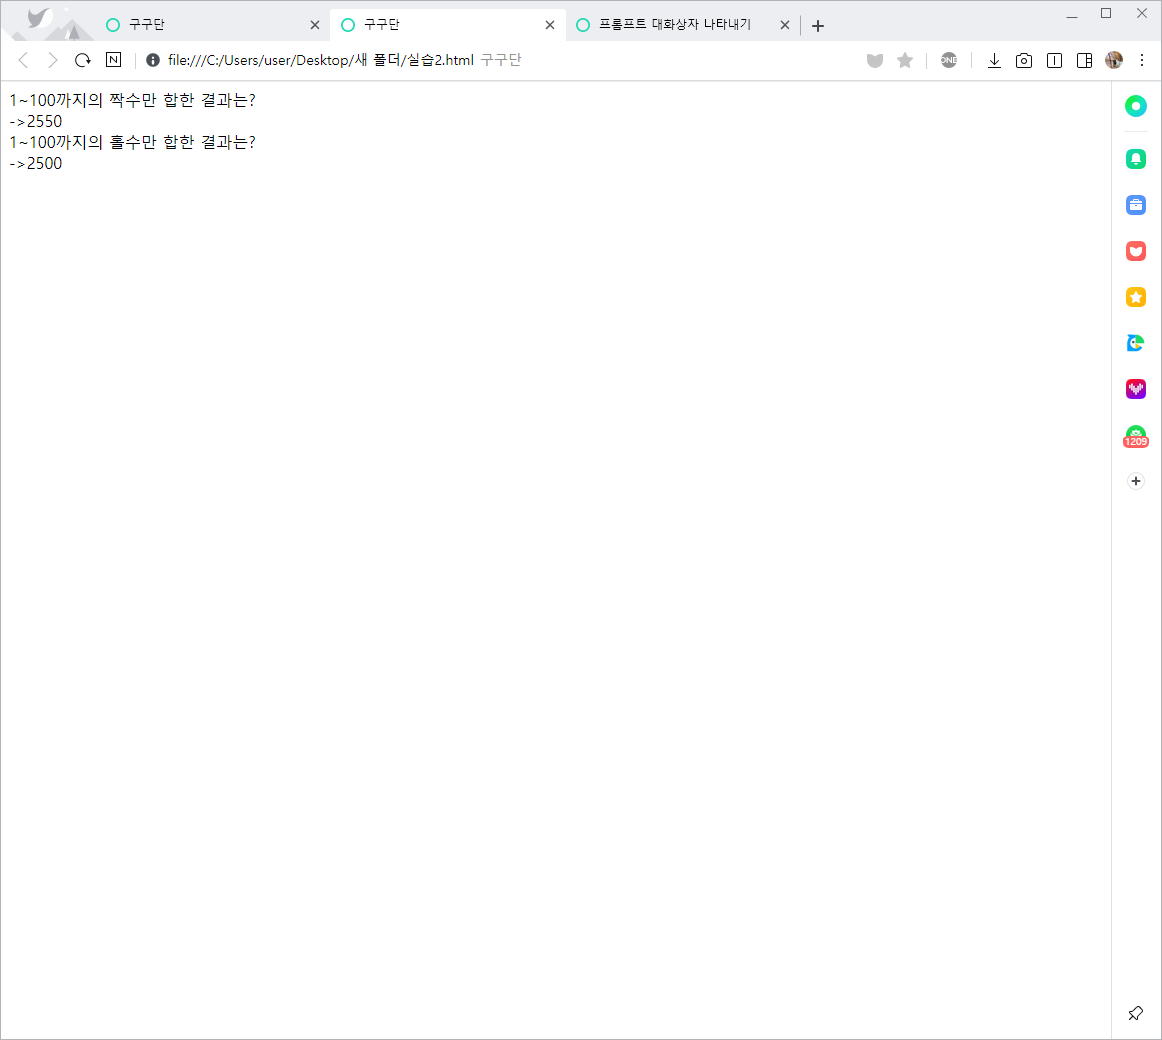 구구단
구구단
프롬프트 대화상자 나타내기
N
file:///C:/Users/user/Desktop/새 폴더/실습2.html 구구단
ONE
1~100까지의 짝수만 합한 결과는?
->2550
1~100까지의 홀수만 합한 결과는?
->2500
1209